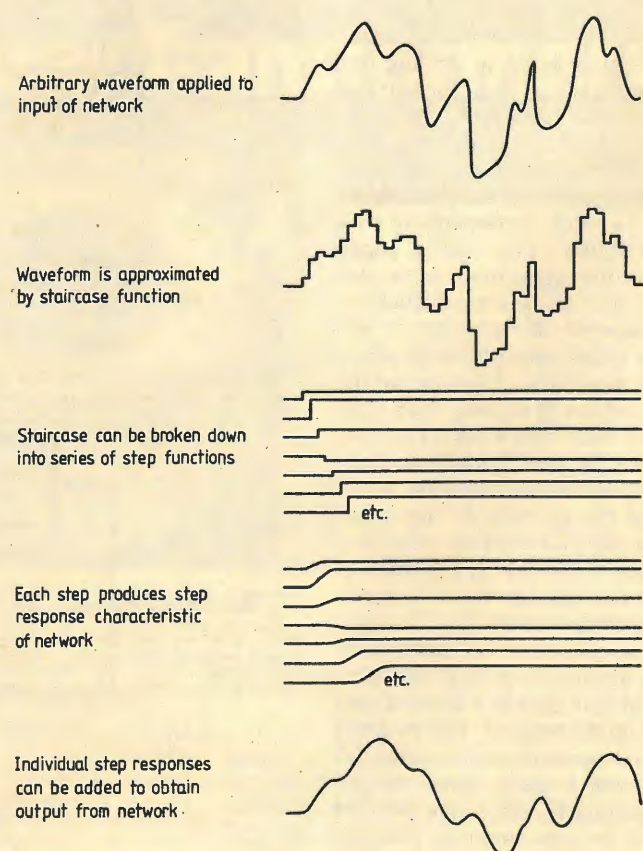 Arbitrary waveform applied to
input of network
Waveform is approximated
by staircase function
Staircase can be broken down
into series of step functions
etc.
Each step produces step
response characteristic
of network
etc.
Individual step responses
can be added to obtain
output from network